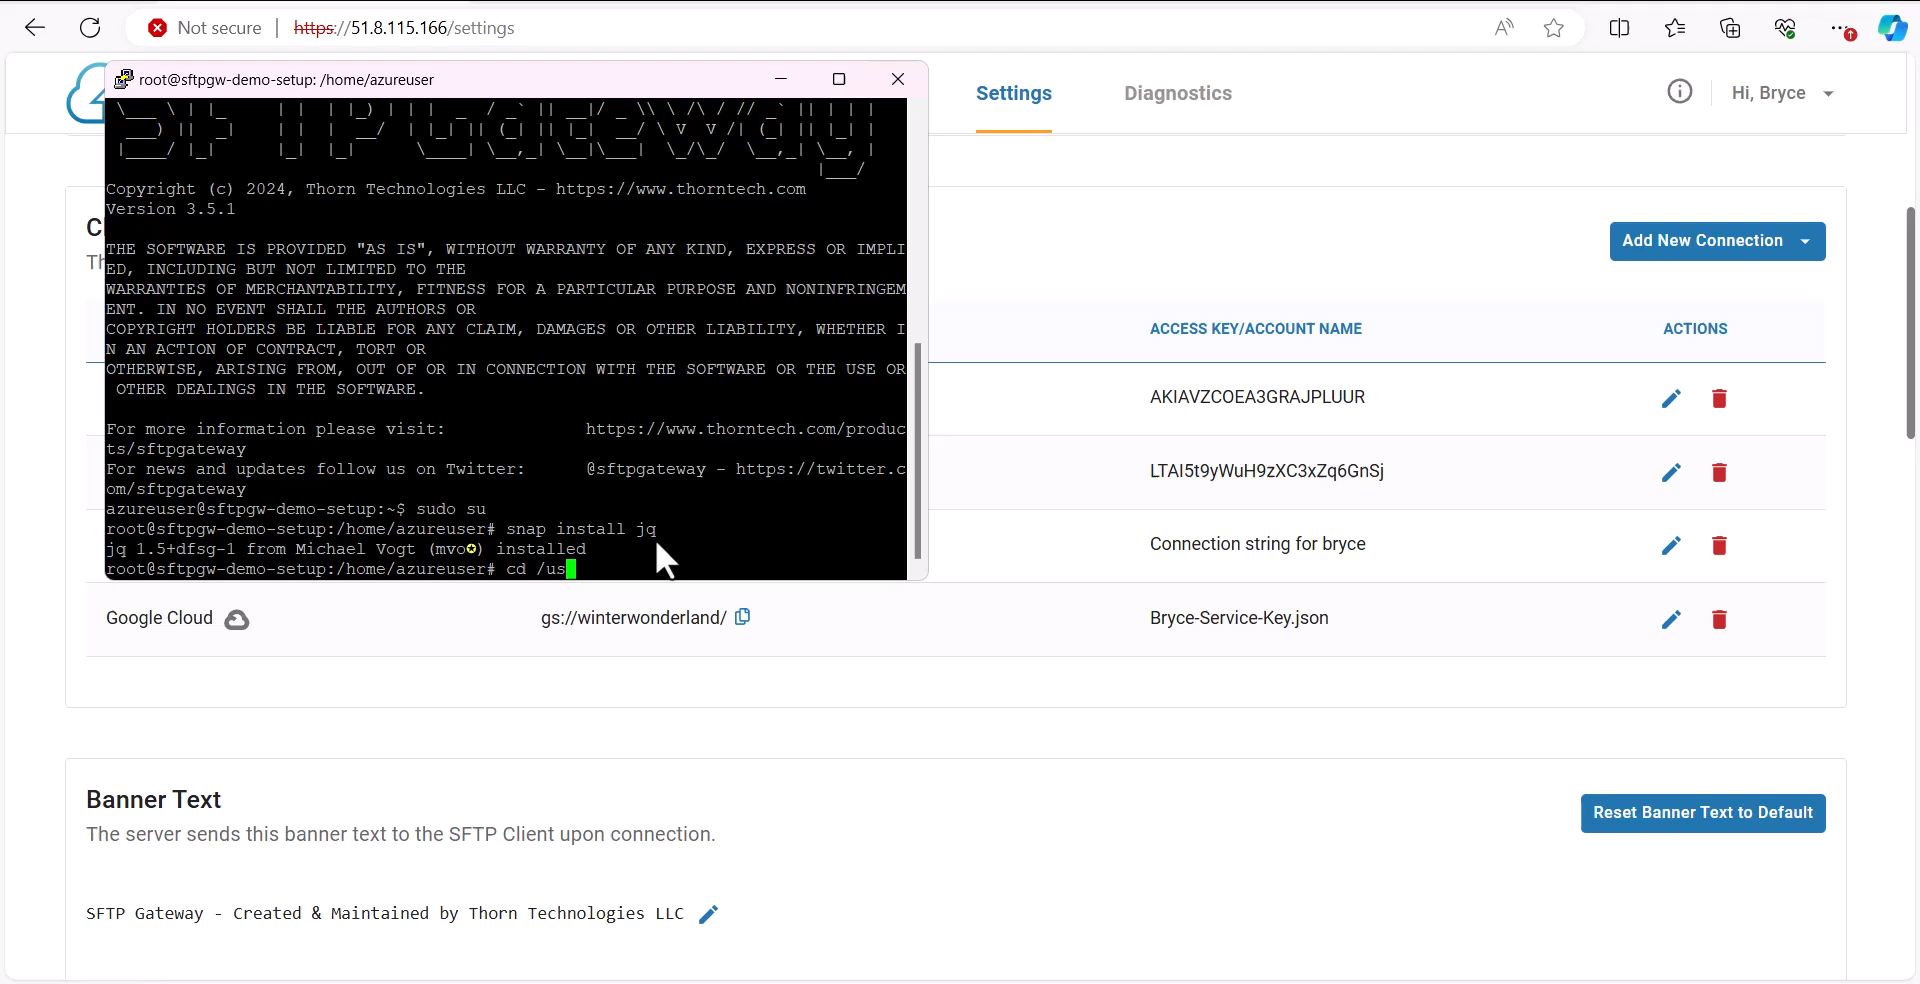 Not secure | https://51.8.115.166/settings
root@sftpgw-demo-setup: /home/azureuser
Settings
Diagnostics
Hi, Bryce
Copyright (c) 2024, Thorn Technologies LLC - https://www.thorntech.com
Version 3.5.1
THE SOFTWARE IS PROVIDED "AS IS", WITHOUT WARRANTY OF ANY KIND, EXPRESS OR IMPLI
ED, INCLUDING BUT NOT LIMITED TO THE
WARRANTIES OF MERCHANTABILITY, FITNESS FOR A PARTICULAR PURPOSE AND NONINFRINGEM
ENT. IN NO EVENT SHALL THE AUTHORS OR
COPYRIGHT HOLDERS BE LIABLE FOR ANY CLAIM, DAMAGES OR OTHER LIABILITY, WHETHER I
N AN ACTION OF CONTRACT, TORT OR
OTHERWISE, ARISING FROM, OUT OF OR IN CONNECTION WITH THE SOFTWARE OR THE USE OR
OTHER DEALINGS IN THE SOFTWARE.
For more information please visit: https://www.thorntech.com/produc
ts/sftpgateway
For news and updates follow us on Twitter: @sftpgateway - https://twitter.c
om/sftpgateway
azureuser@sftpgw-demo-setup:~$ sudo su
root@sftpgw-demo-setup:/home/azureuser# snap install jq
jq 1.5+dfsg-1 from Michael Vogt (mvo✪) installed
root@sftpgw-demo-setup:/home/azureuser# cd /us
Add New Connection
ACCESS KEY/ACCOUNT NAME
ACTIONS
AKIAVZCOEA3GRAJPLUUR
LTAI5t9yWuH9zXC3xZq6GnSj
Connection string for bryce
Google Cloud
gs://winterwonderland/
Bryce-Service-Key.json
Banner Text
Reset Banner Text to Default
The server sends this banner text to the SFTP Client upon connection.
SFTP Gateway - Created & Maintained by Thorn Technologies LLC